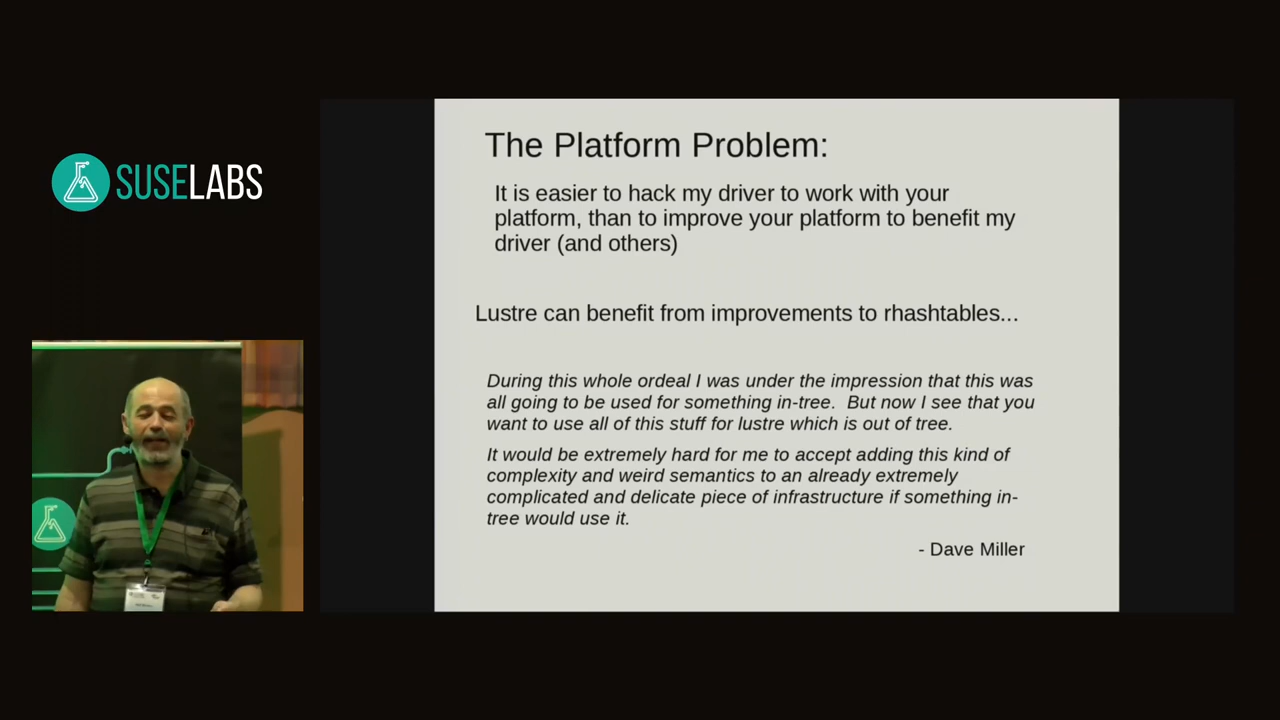 SUSELABS
The Platform Problem:
It is easier to hack my driver to work with your
platform, than to improve your platform to benefit my
driver (and others)
Lustre can benefit from improvements to rhashtables...
During this whole ordeal I was under the impression that this was
all going to be used for something in-tree. But now I see that you
want to use all of this stuff for lustre which is out of tree.
It would be extremely hard for me to accept adding this kind of
complexity and weird semantics to an already extremely
complicated and delicate piece of infrastructure if something in-
tree would use it.
- Dave Miller